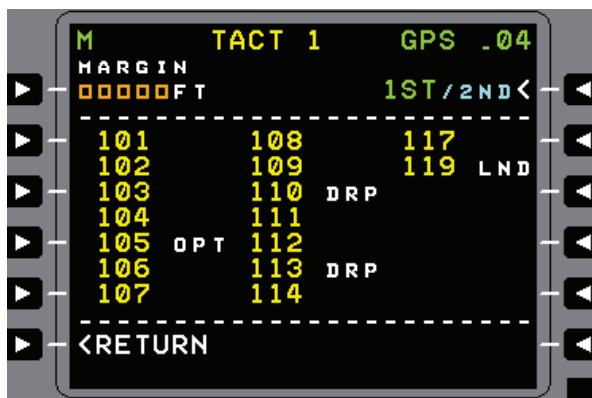 M TACT 1 GPS .04
MARGIN
□□□□□FT 1ST/2ND<
101 108 117
102 109 119 LND
103 110 DRP
104 111
105 OPT 112
106 113 DRP
107 114
<RETURN